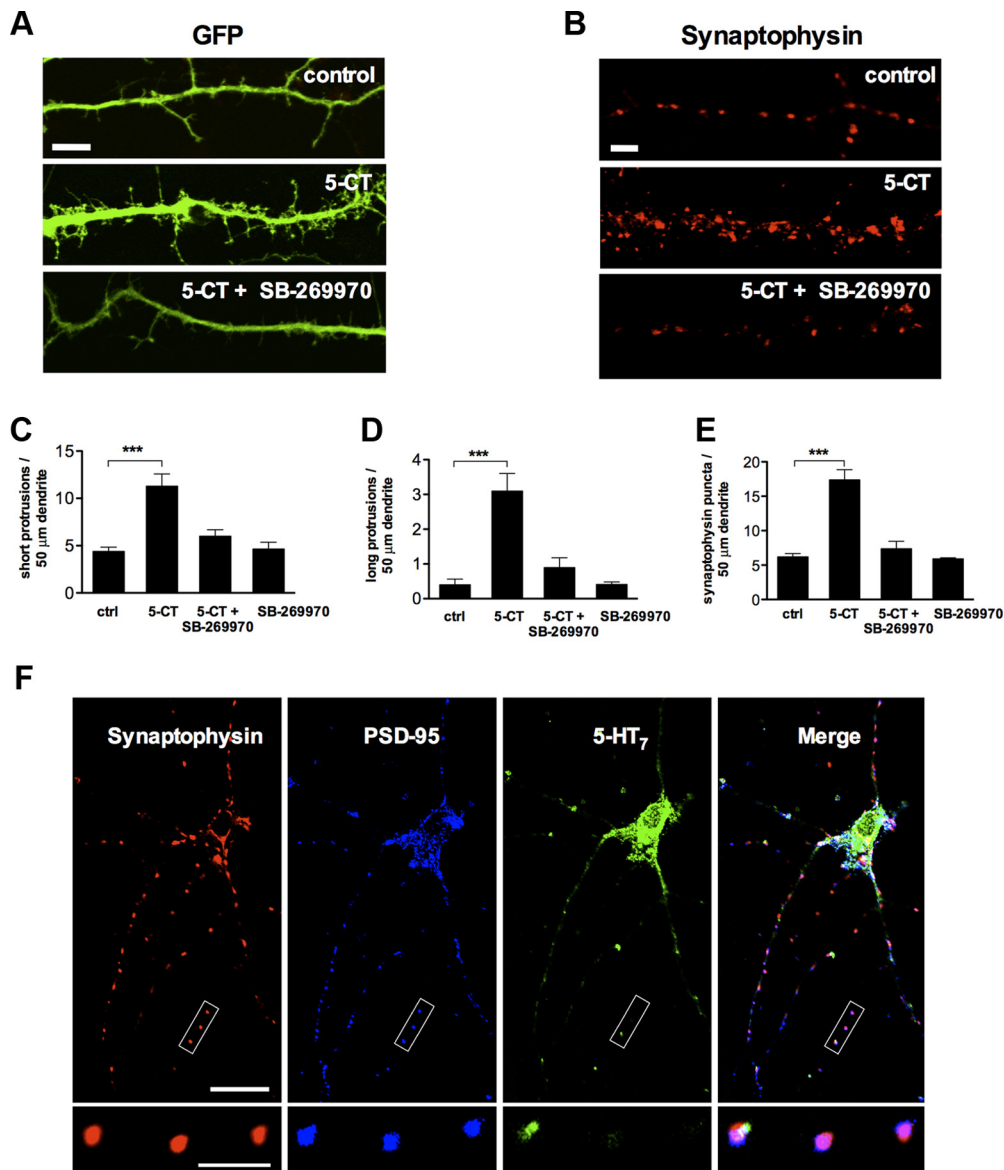 A
GFP
control
5-CT
5-CT + SB-269970
B
Synaptophysin
control
5-CT
5-CT + SB-269970
C
short protrusions /
50 µm dendrite
15
10
5
0
***
ctrl
5-CT
5-CT +
SB-269970
SB-269970
D
long protrusions /
50 µm dendrite
4
3
2
1
0
***
ctrl
5-CT
5-CT +
SB-269970
SB-269970
E
synaptophysin puncta /
50 µm dendrite
20
15
10
5
0
***
ctrl
5-CT
5-CT +
SB-269970
SB-269970
F
Synaptophysin
PSD-95
5-HT7
Merge